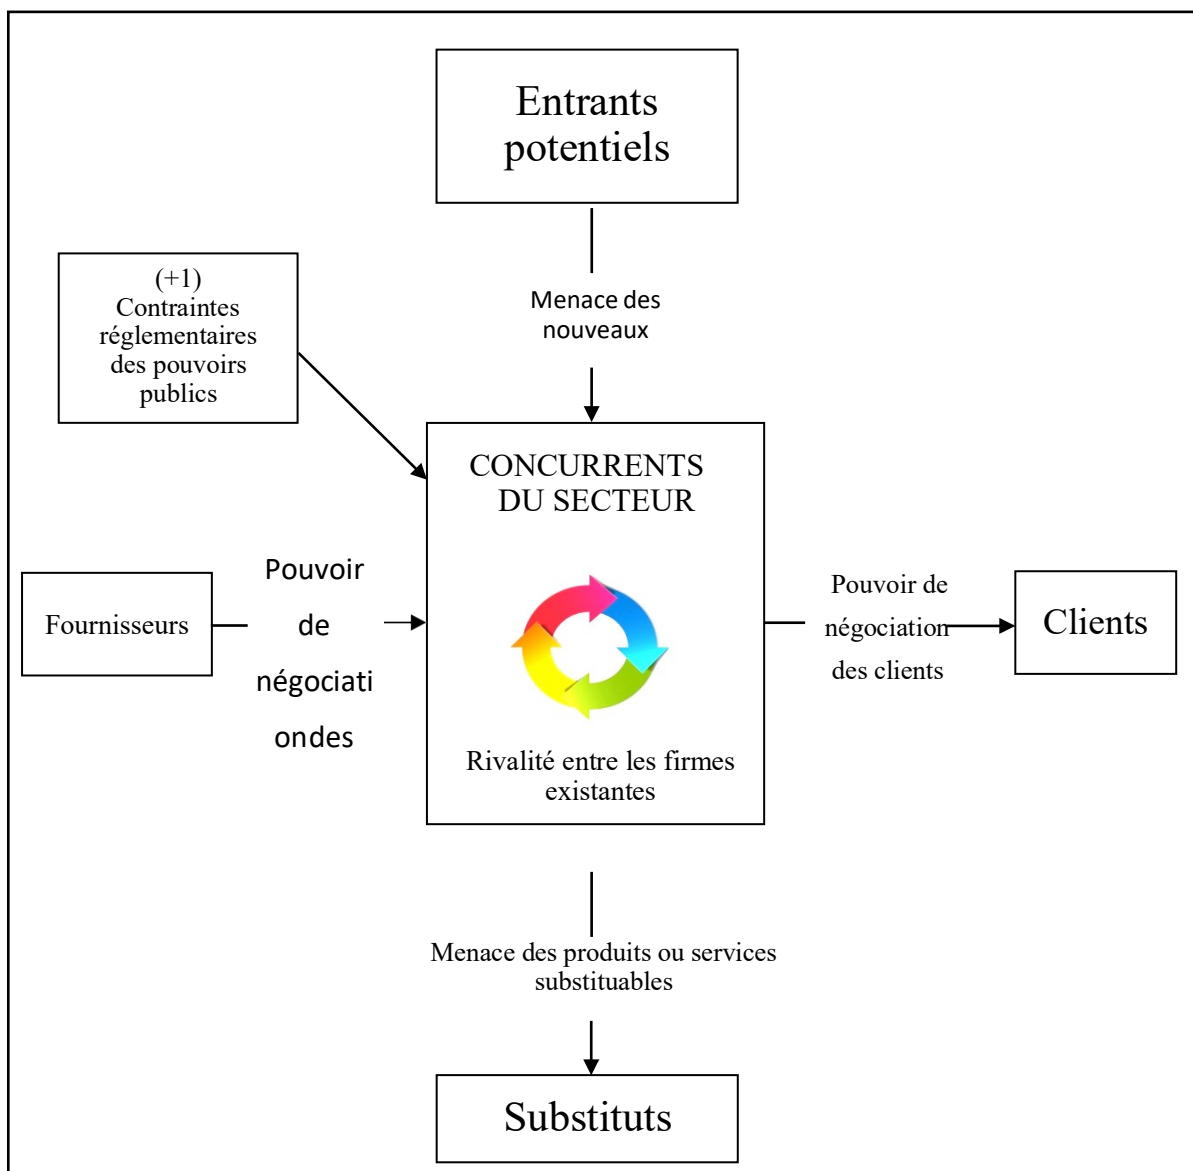 Entrants
potentiels
Menace des
nouveaux
(+1)
Contraintes
réglementaires
des pouvoirs
publics
CONCURRENTS
DU SECTEUR
Rivalité entre les firmes
existantes
Fournisseurs
Pouvoir
de
négociati
ondes
Pouvoir de
négociation
des clients
Clients
Menace des produits ou services
substituables
Substituts